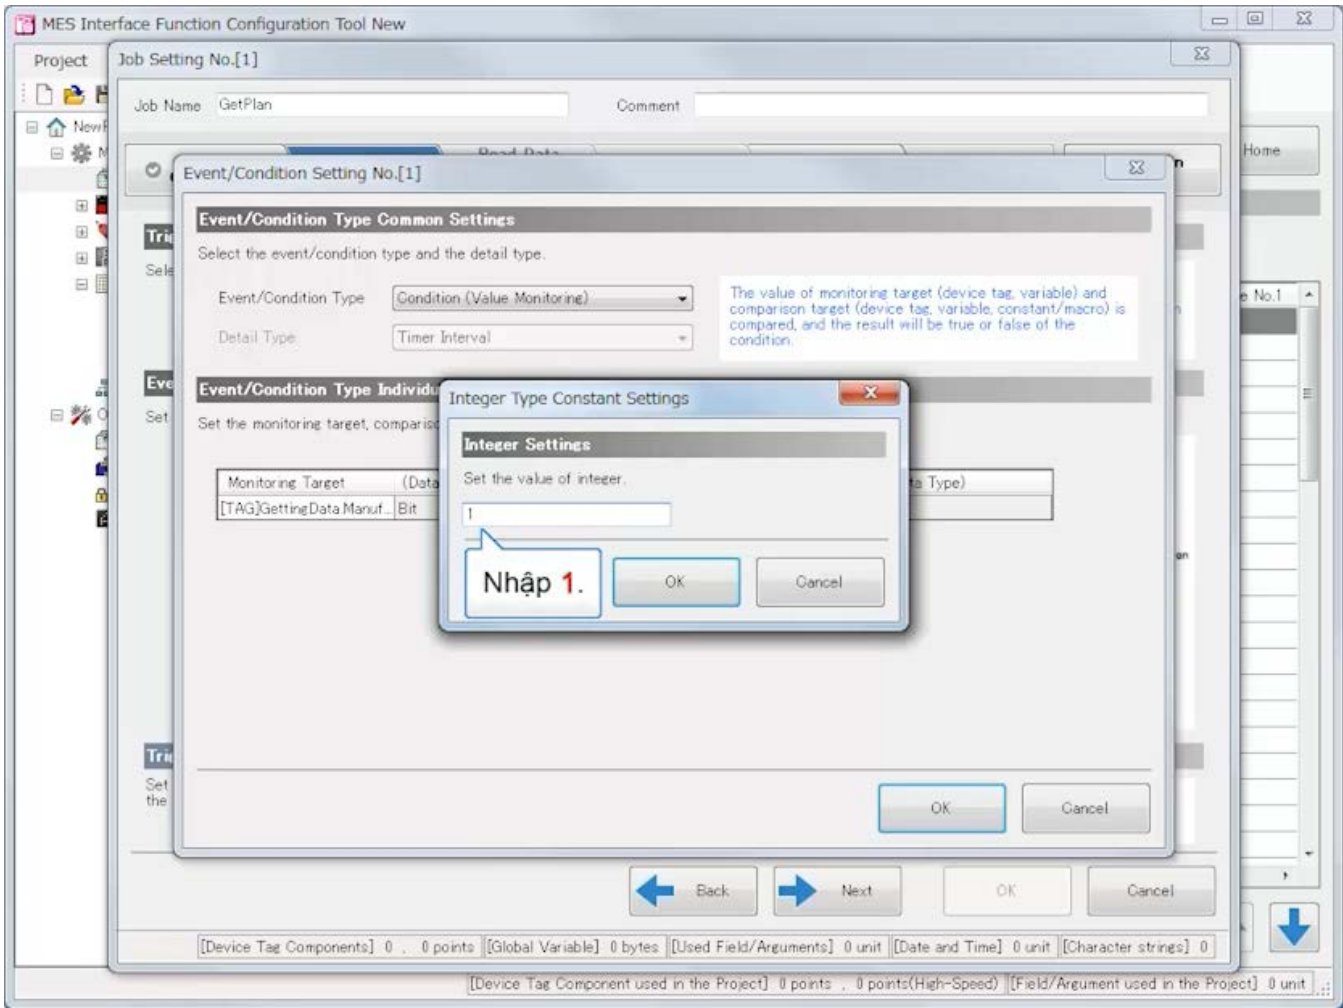 MES Interface Function Configuration Tool New
Project
Job Setting No.[1]
Job Name GetPlan Comment
Home
Event/Condition Setting No.[1]
Event/Condition Type Common Settings
Select the event/condition type and the detail type.
Event/Condition Type Condition (Value Monitoring)
Detail Type Timer Interval
The value of monitoring target (device tag, variable) and
comparison target (device tag, variable, constant/macro) is
compared, and the result will be true or false of the
condition.
e No.1
Event/Condition Type Individu
Set the monitoring target, comparis
Monitoring Target (Data
ta Type)
[TAG]GettingData.Manuf... Bit
Integer Type Constant Settings
Integer Settings
Set the value of integer.
1
Nhập 1.
OK Cancel
Set
the
OK Cancel
Back Next OK Cancel
[Device Tag Components] 0 , 0 points [Global Variable] 0 bytes [Used Field/Arguments] 0 unit [Date and Time] 0 unit [Character strings] 0
[Device Tag Component used in the Project] 0 points , 0 points(High-Speed) [Field/Argument used in the Project] 0 unit